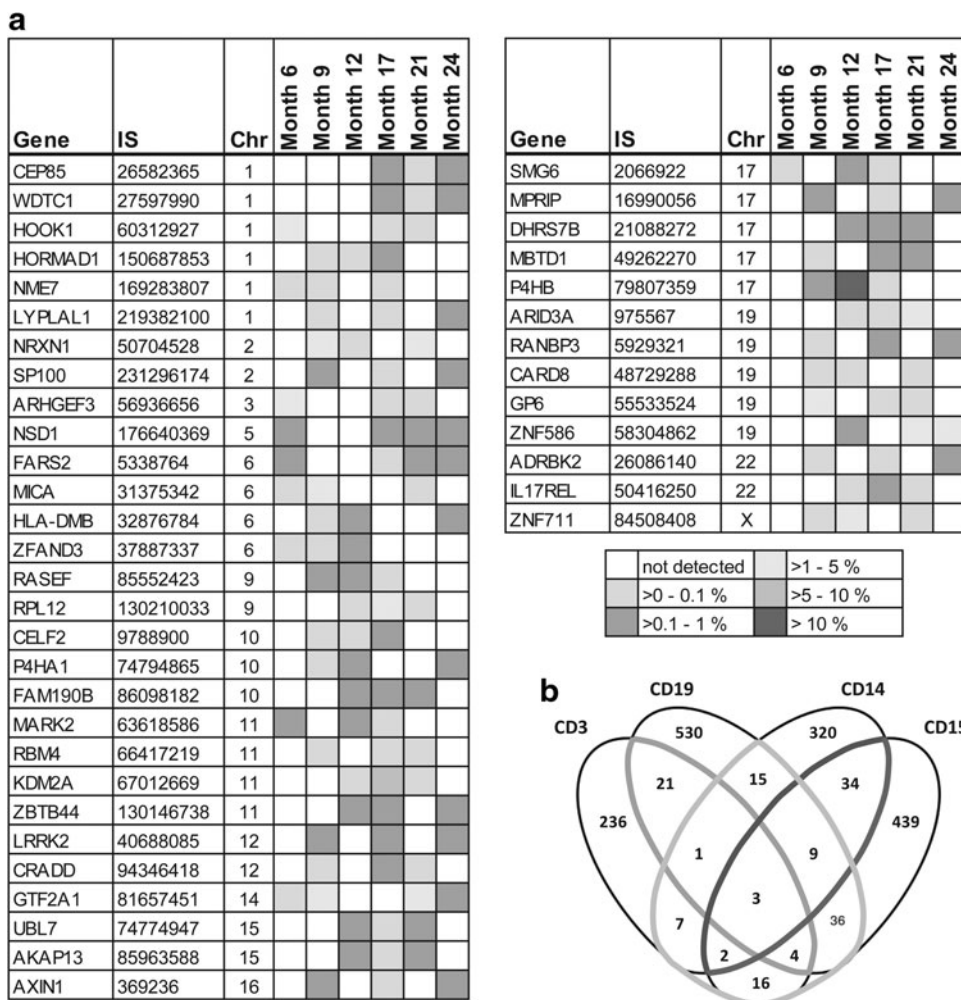 a
Gene IS Chr Month 6 Month 9 Month 12 Month 17 Month 21 Month 24
CEP85 26582365 1
WDTC1 27597990 1
HOOK1 60312927 1
HORMAD1 150687853 1
NME7 169283807 1
LYPLAL1 219382100 1
NRXN1 50704528 2
SP100 231296174 2
ARHGEF3 56936656 3
NSD1 176640369 5
FARS2 5338764 6
MICA 31375342 6
HLA-DMB 32876784 6
ZFAND3 37887337 6
RASEF 85552423 9
RPL12 130210033 9
CELF2 9788900 10
P4HA1 74794865 10
FAM190B 86098182 10
MARK2 63618586 11
RBM4 66417219 11
KDM2A 67012669 11
ZBTB44 130146738 11
LRRK2 40688085 12
CRADD 94346418 12
GTF2A1 81657451 14
UBL7 74774947 15
AKAP13 85963588 15
AXIN1 369236 16
Gene IS Chr Month 6 Month 9 Month 12 Month 17 Month 21 Month 24
SMG6 2066922 17
MPRIP 16990056 17
DHRS7B 21088272 17
MBTD1 49262270 17
P4HB 79807359 17
ARID3A 975567 19
RANBP3 5929321 19
CARD8 48729288 19
GP6 55533524 19
ZNF586 58304862 19
ADRBK2 26086140 22
IL17REL 50416250 22
ZNF711 84508408 X
not detected >1 - 5 %
>0 - 0.1 % >5 - 10 %
>0.1 - 1 % > 10 %
b
CD19 CD14
CD3 CD15
530 320
21 15 34
236 439
1 9
3
7 36
2 4
16